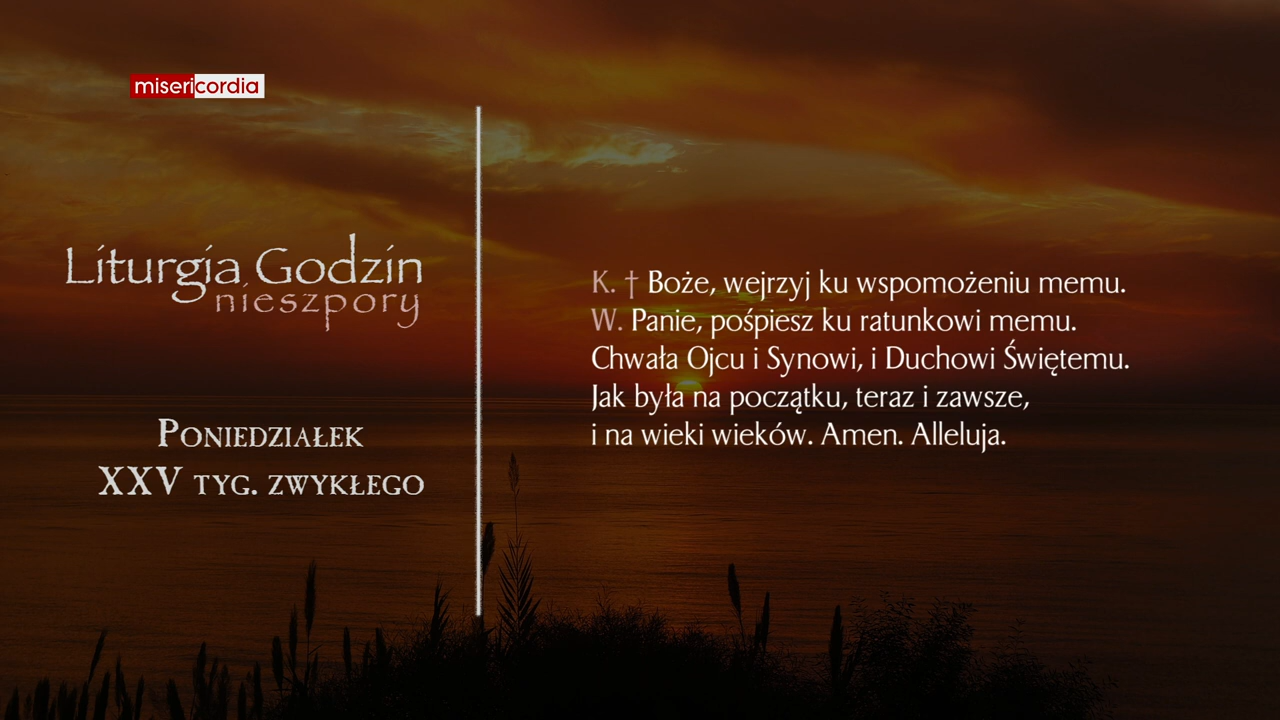 misericordia
Liturgia Godzin
nieszpory
Poniedziałek
XXV tyg. zwykłego
K. † Boże, wejrzyj ku wspomożeniu memu.
W. Panie, pośpiesz ku ratunkowi memu.
Chwała Ojcu i Synowi, i Duchowi Świętemu.
Jak była na początku, teraz i zawsze,
i na wieki wieków. Amen. Alleluja.